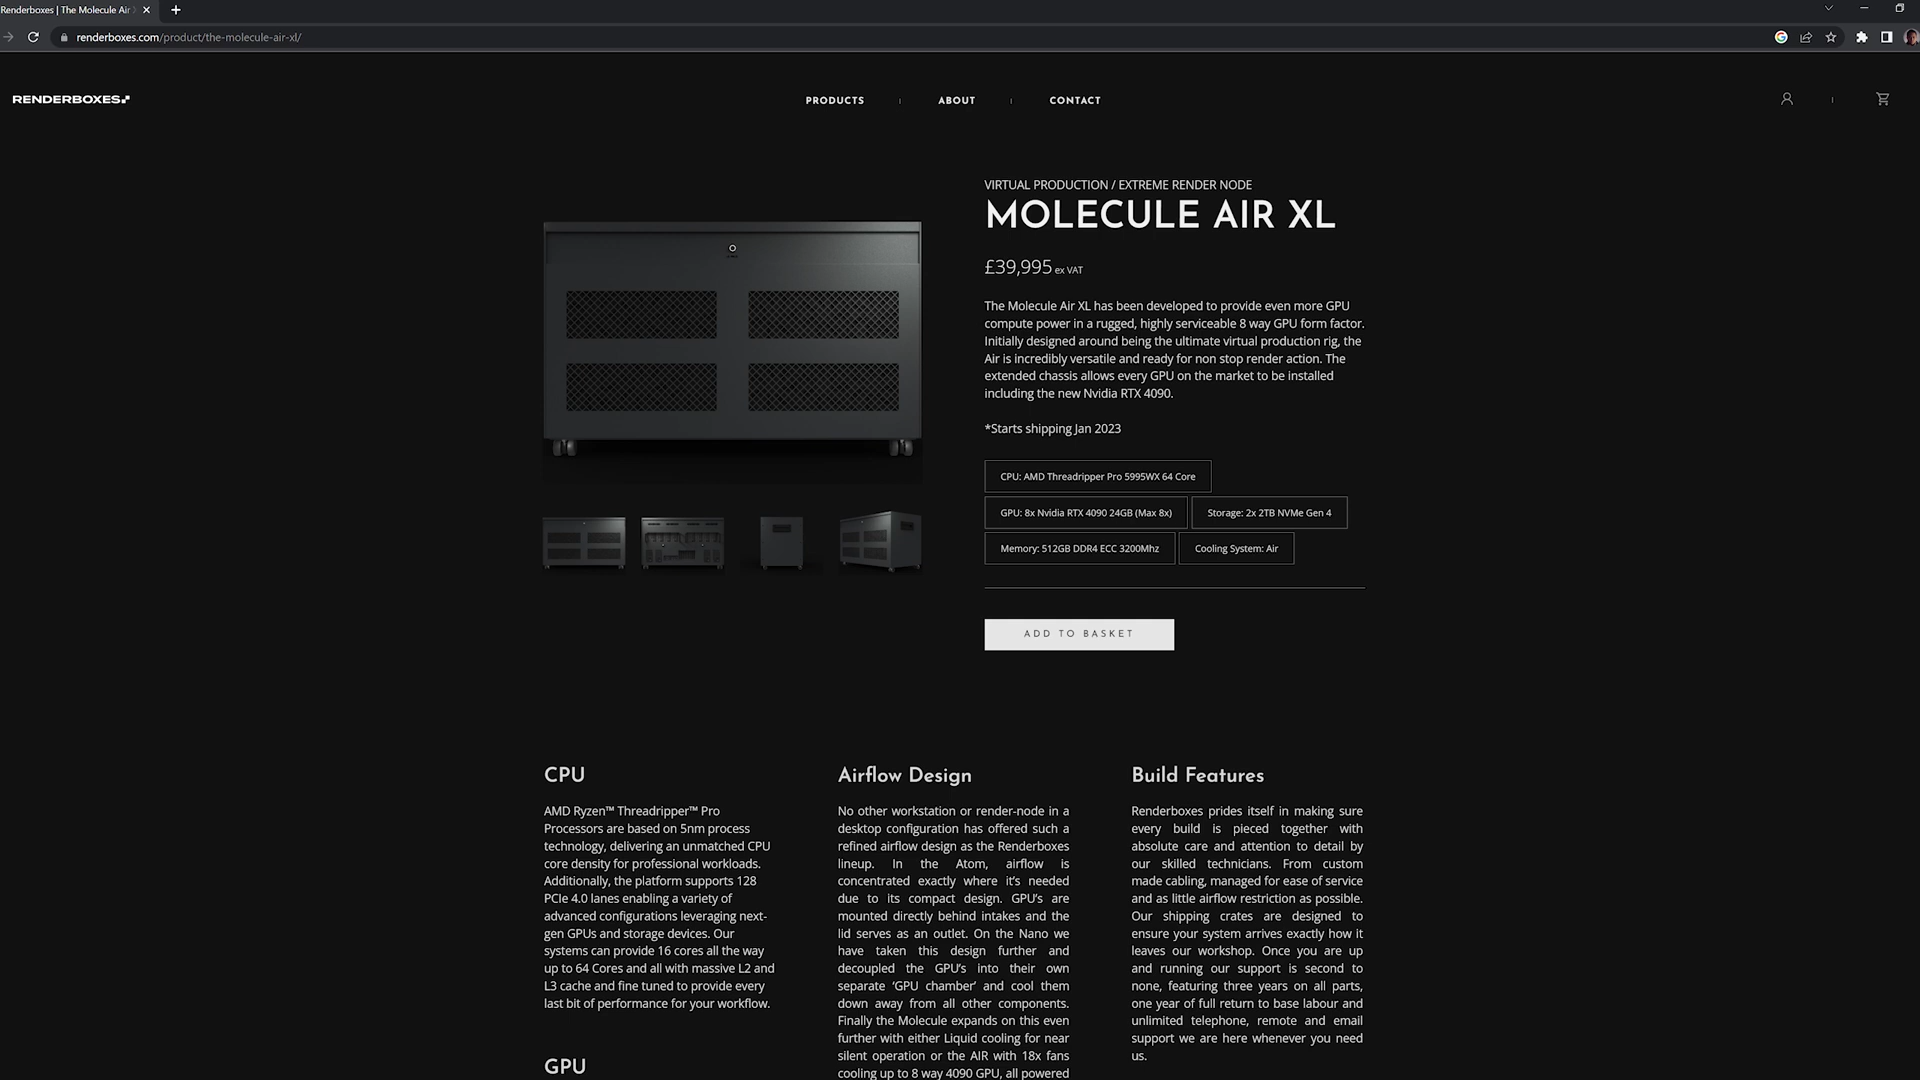 Renderboxes | The Molecule Air
renderboxes.com/product/the-molecule-air-xl/
RENDERBOXES
PRODUCTS
ABOUT
CONTACT
VIRTUAL PRODUCTION / EXTREME RENDER NODE
MOLECULE AIR XL
£39,995 ex VAT
The Molecule Air XL has been developed to provide even more GPU
compute power in a rugged, highly serviceable 8 way GPU form factor.
Initially designed around being the ultimate virtual production rig, the
Air is incredibly versatile and ready for non stop render action. The
extended chassis allows every GPU on the market to be installed
including the new Nvidia RTX 4090.
*Starts shipping Jan 2023
CPU: AMD Threadripper Pro 5995WX 64 Core
GPU: 8x Nvidia RTX 4090 24GB (Max 8x)
Storage: 2x 2TB NVMe Gen 4
Memory: 512GB DDR4 ECC 3200Mhz
Cooling System: Air
ADD TO BASKET
CPU
AMD Ryzen™ Threadripper™ Pro
Processors are based on 5nm process
technology, delivering an unmatched CPU
core density for professional workloads.
Additionally, the platform supports 128
PCIe 4.0 lanes enabling a variety of
advanced configurations leveraging next-
gen GPUs and storage devices. Our
systems can provide 16 cores all the way
up to 64 Cores and all with massive L2 and
L3 cache and fine tuned to provide every
last bit of performance for your workflow.
GPU
Airflow Design
No other workstation or render-node in a
desktop configuration has offered such a
refined airflow design as the Renderboxes
lineup. In the Atom, airflow is
concentrated exactly where it's needed
due to its compact design. GPU's are
mounted directly behind intakes and the
lid serves as an outlet. On the Nano we
have taken this design further and
decoupled the GPU's into their own
separate ‘GPU chamber’ and cool them
down away from all other components.
Finally the Molecule expands on this even
further with either Liquid cooling for near
silent operation or the AIR with 18x fans
cooling up to 8 way 4090 GPU, all powered
Build Features
Renderboxes prides itself in making sure
every build is pieced together with
absolute care and attention to detail by
our skilled technicians. From custom
made cabling, managed for ease of service
and as little airflow restriction as possible.
Our shipping crates are designed to
ensure your system arrives exactly how it
leaves our workshop. Once you are up
and running our support is second to
none, featuring three years on all parts,
one year of full return to base labour and
unlimited telephone, remote and email
support we are here whenever you need
us.